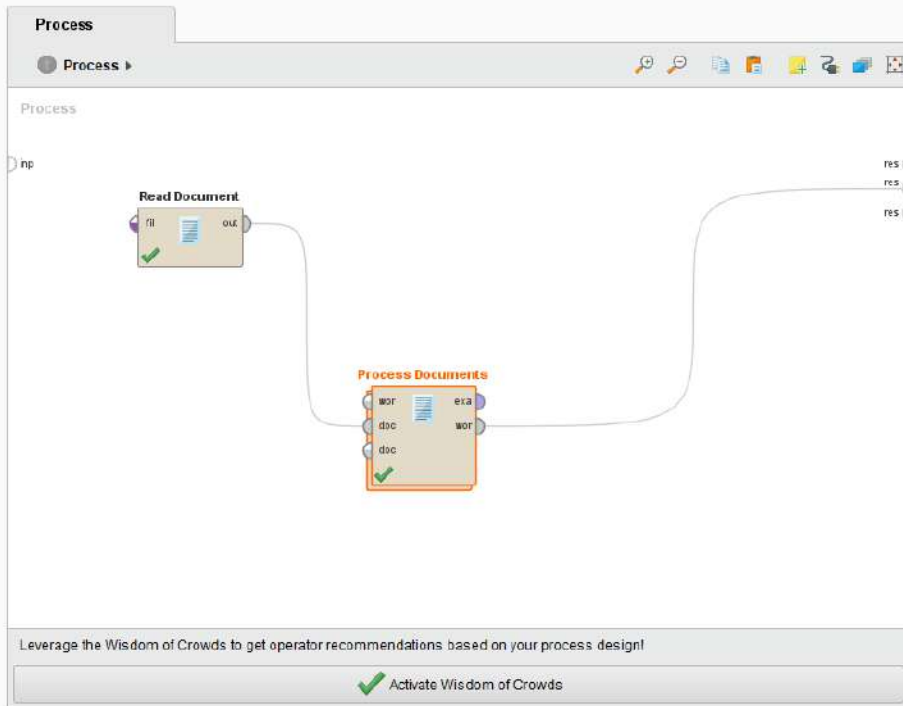 Process
Process
Process
inp
res
res
res
Read Document
fil
out
Process Documents
wor
exa
doc
wor
doc
Leverage the Wisdom of Crowds to get operator recommendations based on your process design!
Activate Wisdom of Crowds